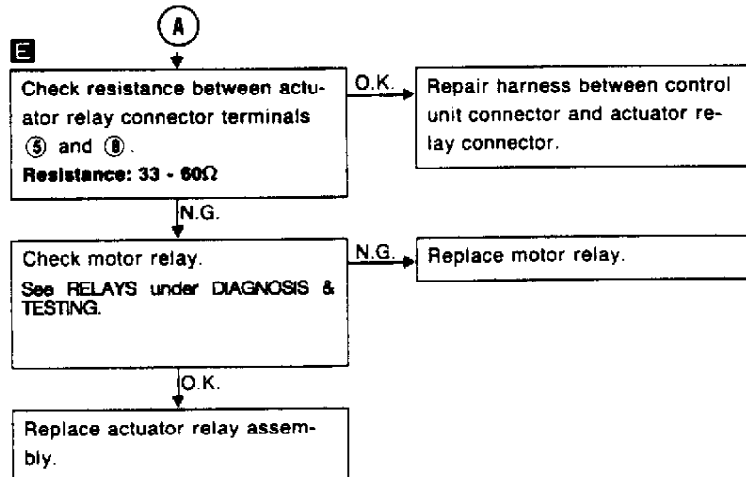 A
E
Check resistance between actu-
ator relay connector terminals
⑤ and ⑧.
Resistance: 33 - 60Ω
O.K.
Repair harness between control
unit connector and actuator re-
lay connector.
N.G.
Check motor relay.
See RELAYS under DIAGNOSIS &
TESTING.
N.G.
Replace motor relay.
O.K.
Replace actuator relay assem-
bly.